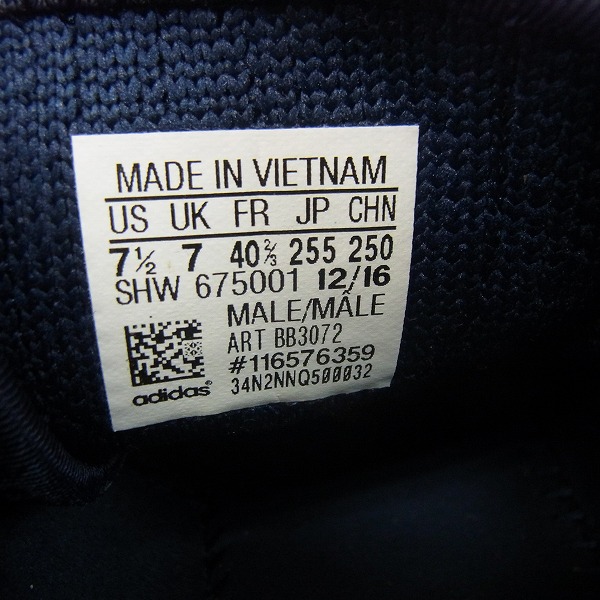 MADE IN VIETNAM
US UK FR JP CHN
7½ 7 40⅔ 255 250
SHW 675001 12/16
MALE/MÂLE
ART BB3072
#116576359
34N2NNQ500032
adidas